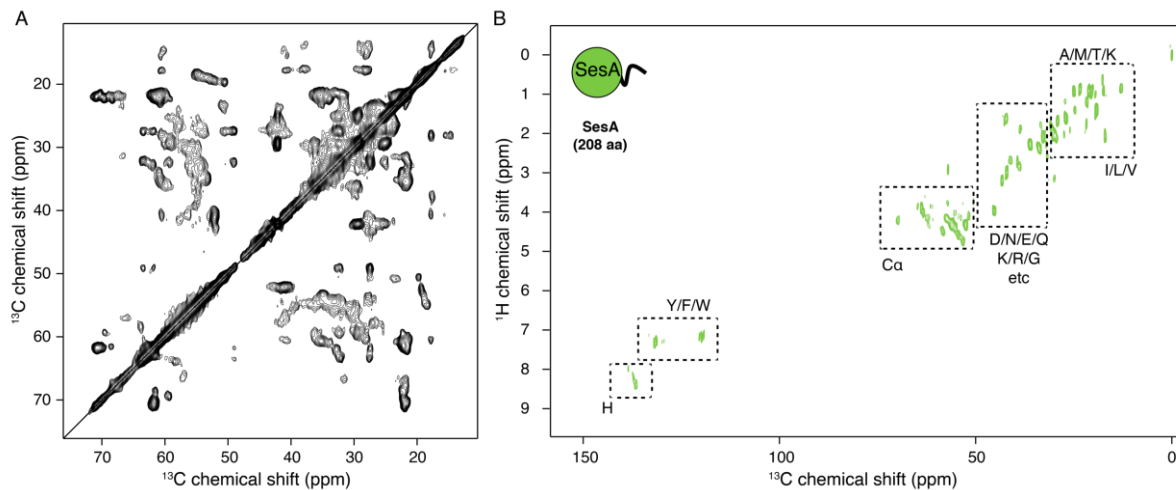 A
20
30
40
50
60
70
¹³C chemical shift (ppm)
70
60
50
40
30
20
¹³C chemical shift (ppm)
B
0
1
2
3
4
5
6
7
8
9
¹H chemical shift (ppm)
SesA
SesA
(208 aa)
A/M/T/K
I/L/V
D/N/E/Q
K/R/G
etc
Cα
Y/F/W
H
150
100
50
0
¹³C chemical shift (ppm)